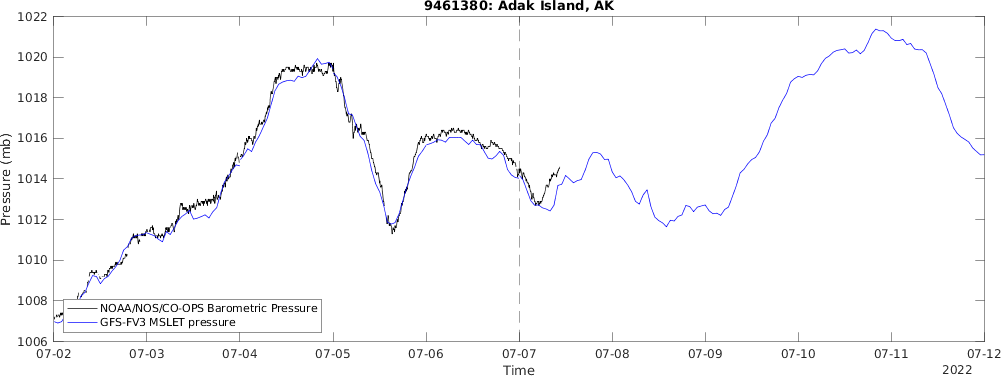 9461380: Adak Island, AK
Pressure (mb)
1022
1020
1018
1016
1014
1012
1010
1008
1006
NOAA/NOS/CO-OPS Barometric Pressure
GFS-FV3 MSLET pressure
07-02 07-03 07-04 07-05 07-06 07-07 07-08 07-09 07-10 07-11 07-12
Time
2022